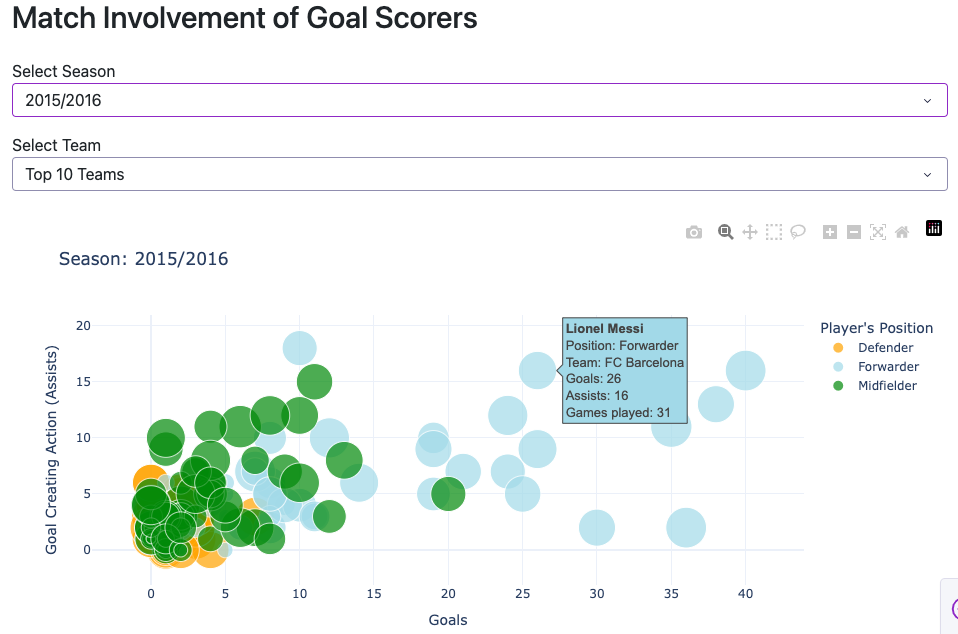 Match Involvement of Goal Scorers
Select Season
2015/2016
Select Team
Top 10 Teams
Season: 2015/2016
20
15
10
5
0
Goal Creating Action (Assists)
0 5 10 15 20 25 30 35 40
Goals
Lionel Messi
Position: Forwarder
Team: FC Barcelona
Goals: 26
Assists: 16
Games played: 31
Player's Position
Defender
Forwarder
Midfielder